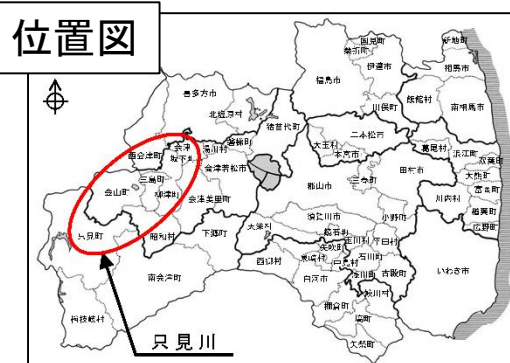 位置図
国見町
桑折町
伊達市
新地町
相馬市
福島市
飯舘村
南相馬市
川俣町
喜多方市
北塩原村
猪苗代町
磐梯町
二本松市
大玉村
本宮市
葛尾村
浪江町
双葉町
大熊町
富岡町
楢葉町
広野町
川内村
田村市
三春町
郡山市
西会津町
会津
坂下町
湯川村
会津若松市
三島町
金山町
柳津町
会津美里町
只見町
昭和村
下郷町
天栄村
須賀川市
鏡石町
小野町
玉川村
平田村
矢吹町
泉崎村
中島村
石川町
西郷村
白河市
浅川町
古殿町
いわき市
南会津町
檜枝岐村
棚倉町
鮫川村
塙町
矢祭町
只見川